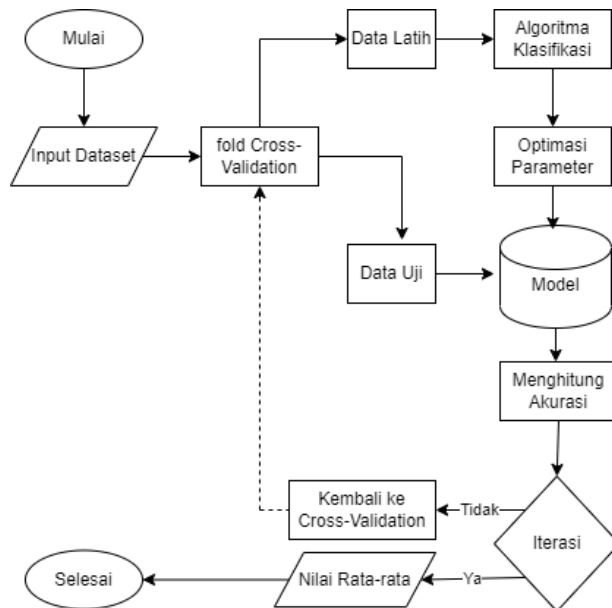 Mulai
Data Latih
Algoritma
Klasifikasi
Input Dataset
fold Cross-
Validation
Optimasi
Parameter
Data Uji
Model
Menghitung
Akurasi
Kembali ke
Cross-Validation
Tidak
Iterasi
Selesai
Nilai Rata-rata
Ya